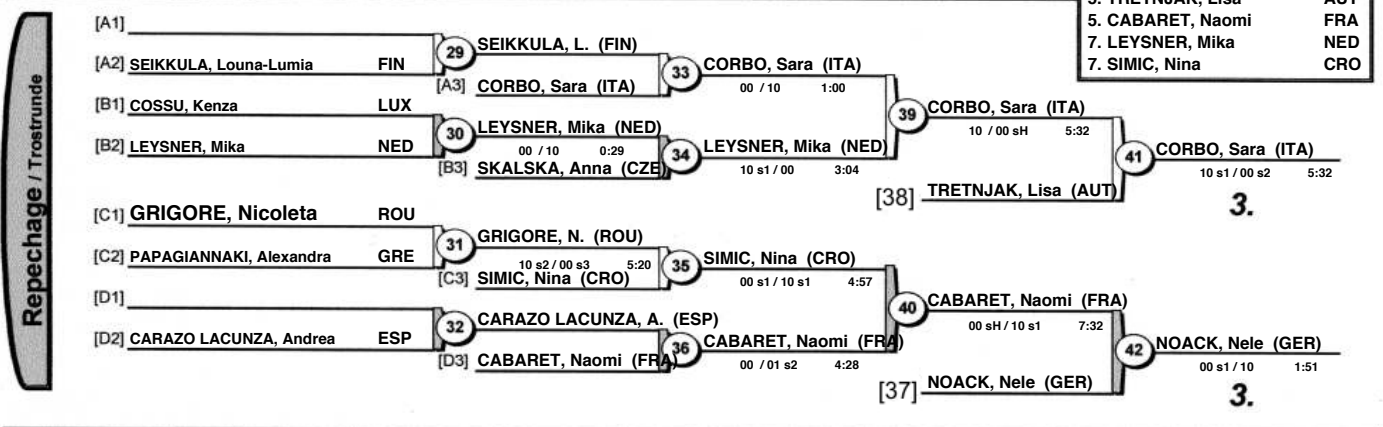 5. TRETNJAK, Lisa AUT
5. CABARET, Naomi FRA
7. LEYSNER, Mika NED
7. SIMIC, Nina CRO
Repechage / Trostrunde
[A1]
[A2] SEIKKULA, Louna-Lumia FIN
[B1] COSSU, Kenza LUX
[B2] LEYSNER, Mika NED
[C1] GRIGORE, Nicoleta ROU
[C2] PAPAGIANNAKI, Alexandra GRE
[D1]
[D2] CARAZO LACUNZA, Andrea ESP
29
SEIKKULA, L. (FIN)
[A3] CORBO, Sara (ITA)
30
LEYSNER, Mika (NED)
00 / 10 0:29
[B3] SKALSKA, Anna (CZE)
31
GRIGORE, N. (ROU)
10 s2 / 00 s3 5:20
[C3] SIMIC, Nina (CRO)
32
CARAZO LACUNZA, A. (ESP)
[D3] CABARET, Naomi (FRA)
33
CORBO, Sara (ITA)
00 / 10 1:00
34
LEYSNER, Mika (NED)
10 s1 / 00 3:04
35
SIMIC, Nina (CRO)
00 s1 / 10 s1 4:57
36
CABARET, Naomi (FRA)
00 / 01 s2 4:28
39
CORBO, Sara (ITA)
10 / 00 sH 5:32
[38] TRETNJAK, Lisa (AUT)
40
CABARET, Naomi (FRA)
00 sH / 10 s1 7:32
[37] NOACK, Nele (GER)
41
CORBO, Sara (ITA)
10 s1 / 00 s2 5:32
3.
42
NOACK, Nele (GER)
00 s1 / 10 1:51
3.